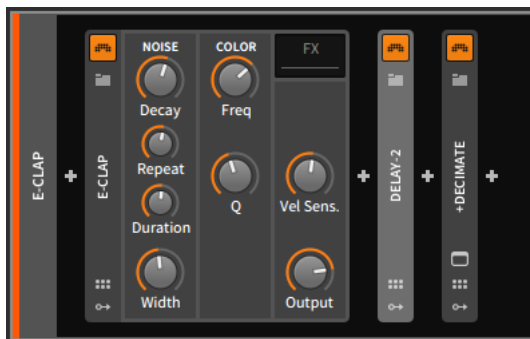 E-CLAP
E-CLAP
NOISE
Decay
Repeat
Duration
Width
COLOR
Freq
Q
FX
Vel Sens.
Output
DELAY-2
+DECIMATE